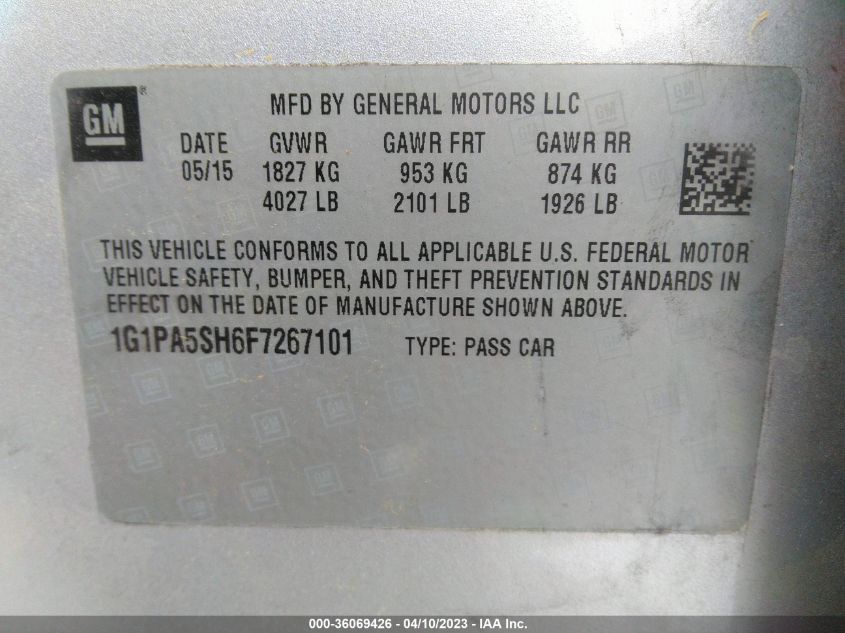 GM ®
MFD BY GENERAL MOTORS LLC
DATE GVWR GAWR FRT GAWR RR
05/15 1827 KG 953 KG 874 KG
4027 LB 2101 LB 1926 LB
THIS VEHICLE CONFORMS TO ALL APPLICABLE U.S. FEDERAL MOTOR
VEHICLE SAFETY, BUMPER, AND THEFT PREVENTION STANDARDS IN
EFFECT ON THE DATE OF MANUFACTURE SHOWN ABOVE.
1G1PA5SH6F7267101 TYPE: PASS CAR
000-36069426 - 04/10/2023 - IAA Inc.